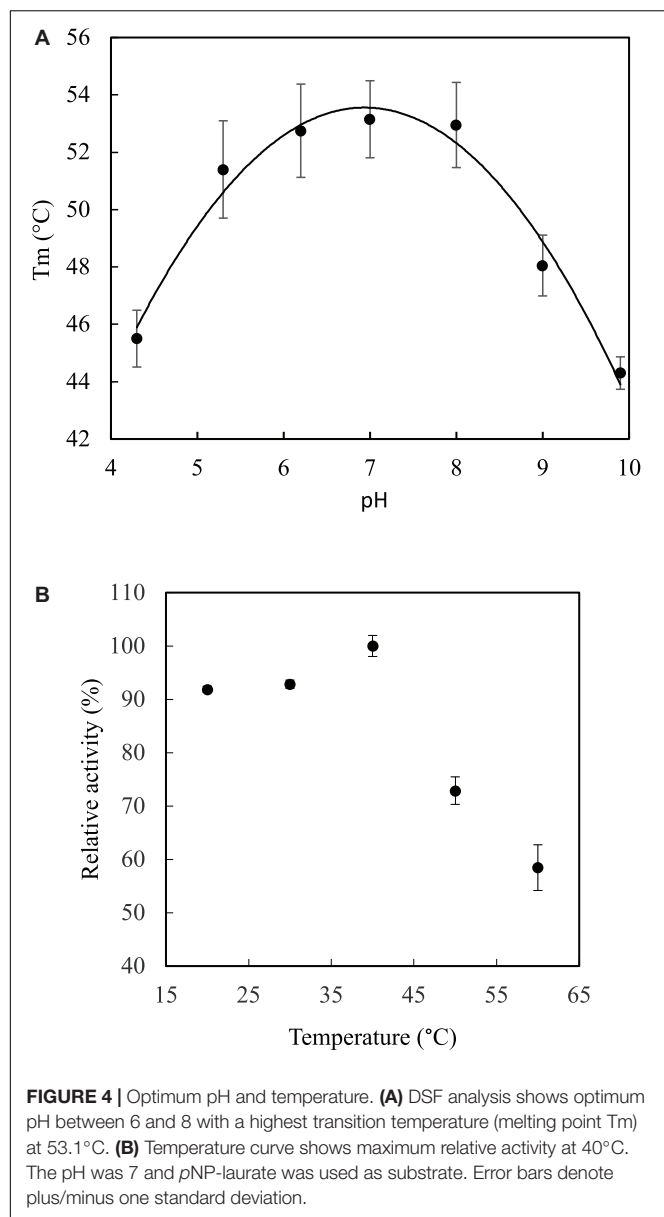 A
56
54
52
50
48
46
44
42
Tm (°C)
4 5 6 7 8 9 10
pH
B
110
100
90
80
70
60
50
40
Relative activity (%)
15 25 35 45 55 65
Temperature (°C)
FIGURE 4 | Optimum pH and temperature. (A) DSF analysis shows optimum
pH between 6 and 8 with a highest transition temperature (melting point Tm)
at 53.1°C. (B) Temperature curve shows maximum relative activity at 40°C.
The pH was 7 and pNP-laurate was used as substrate. Error bars denote
plus/minus one standard deviation.